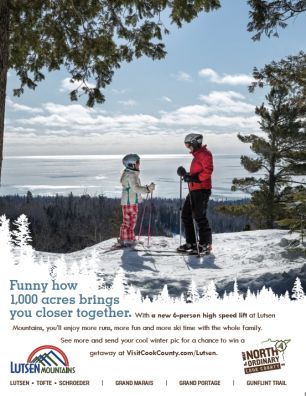 Funny how
1,000 acres brings
you closer together. With a new 6-person high speed lift at Lutsen
Mountains, you'll enjoy more runs, more fun and more ski time with the whole family.
See more and send your cool winter pic for a chance to win a
getaway at VisitCookCounty.com/Lutsen.
LUTSEN
MOUNTAINS
NORTH
OF
ORDINARY
COOK COUNTY
LUTSEN • TOFTE • SCHROEDER | GRAND MARAIS | GRAND PORTAGE | GUNFLINT TRAIL